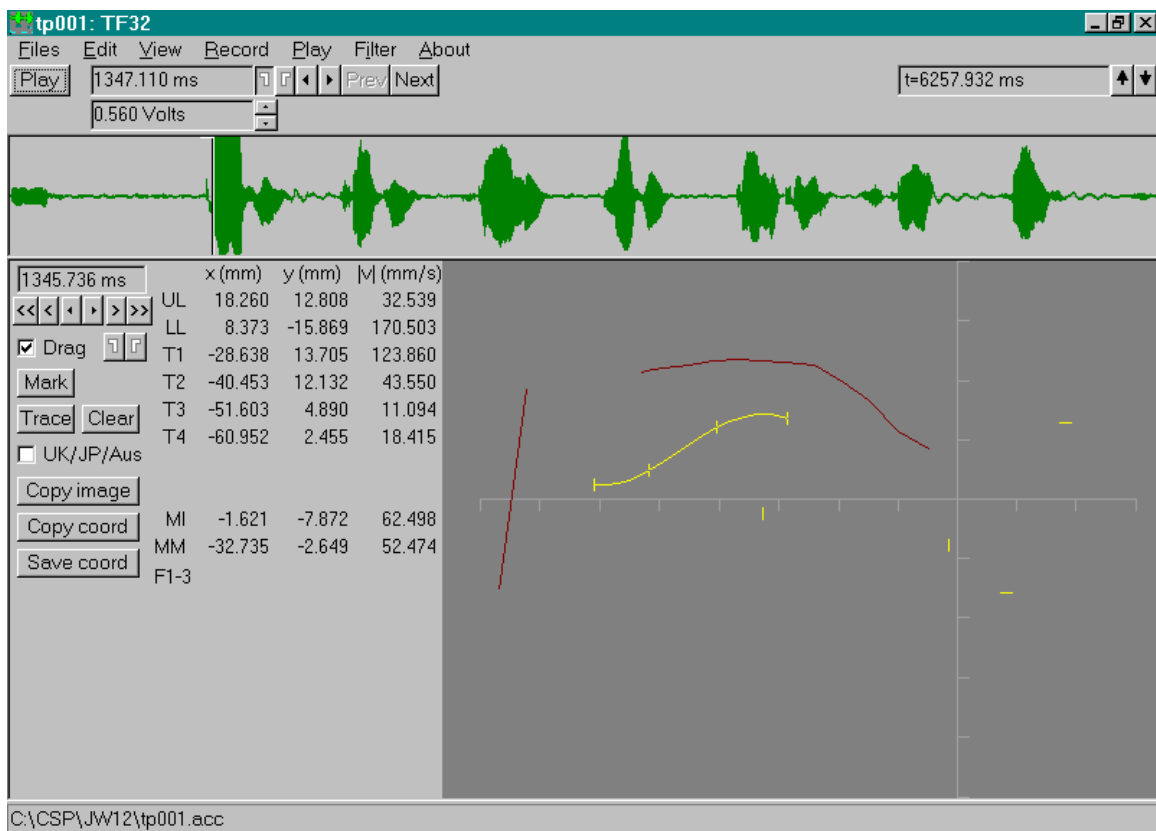 tp001: TF32
Files Edit View Record Play Filter About
Play 1347.110 ms Prev Next t=6257.932 ms
0.560 Volts
1345.736 ms x (mm) y (mm) |v| (mm/s)
<< < > >> UL 18.260 12.808 32.539
LL 8.373 -15.869 170.503
Drag T1 -28.638 13.705 123.860
Mark T2 -40.453 12.132 43.550
Trace Clear T3 -51.603 4.890 11.094
T4 -60.952 2.455 18.415
UK/JP/Aus
Copy image
Copy coord MI -1.621 -7.872 62.498
MM -32.735 -2.649 52.474
Save coord F1-3
C:\CSP\JW12\tp001.acc